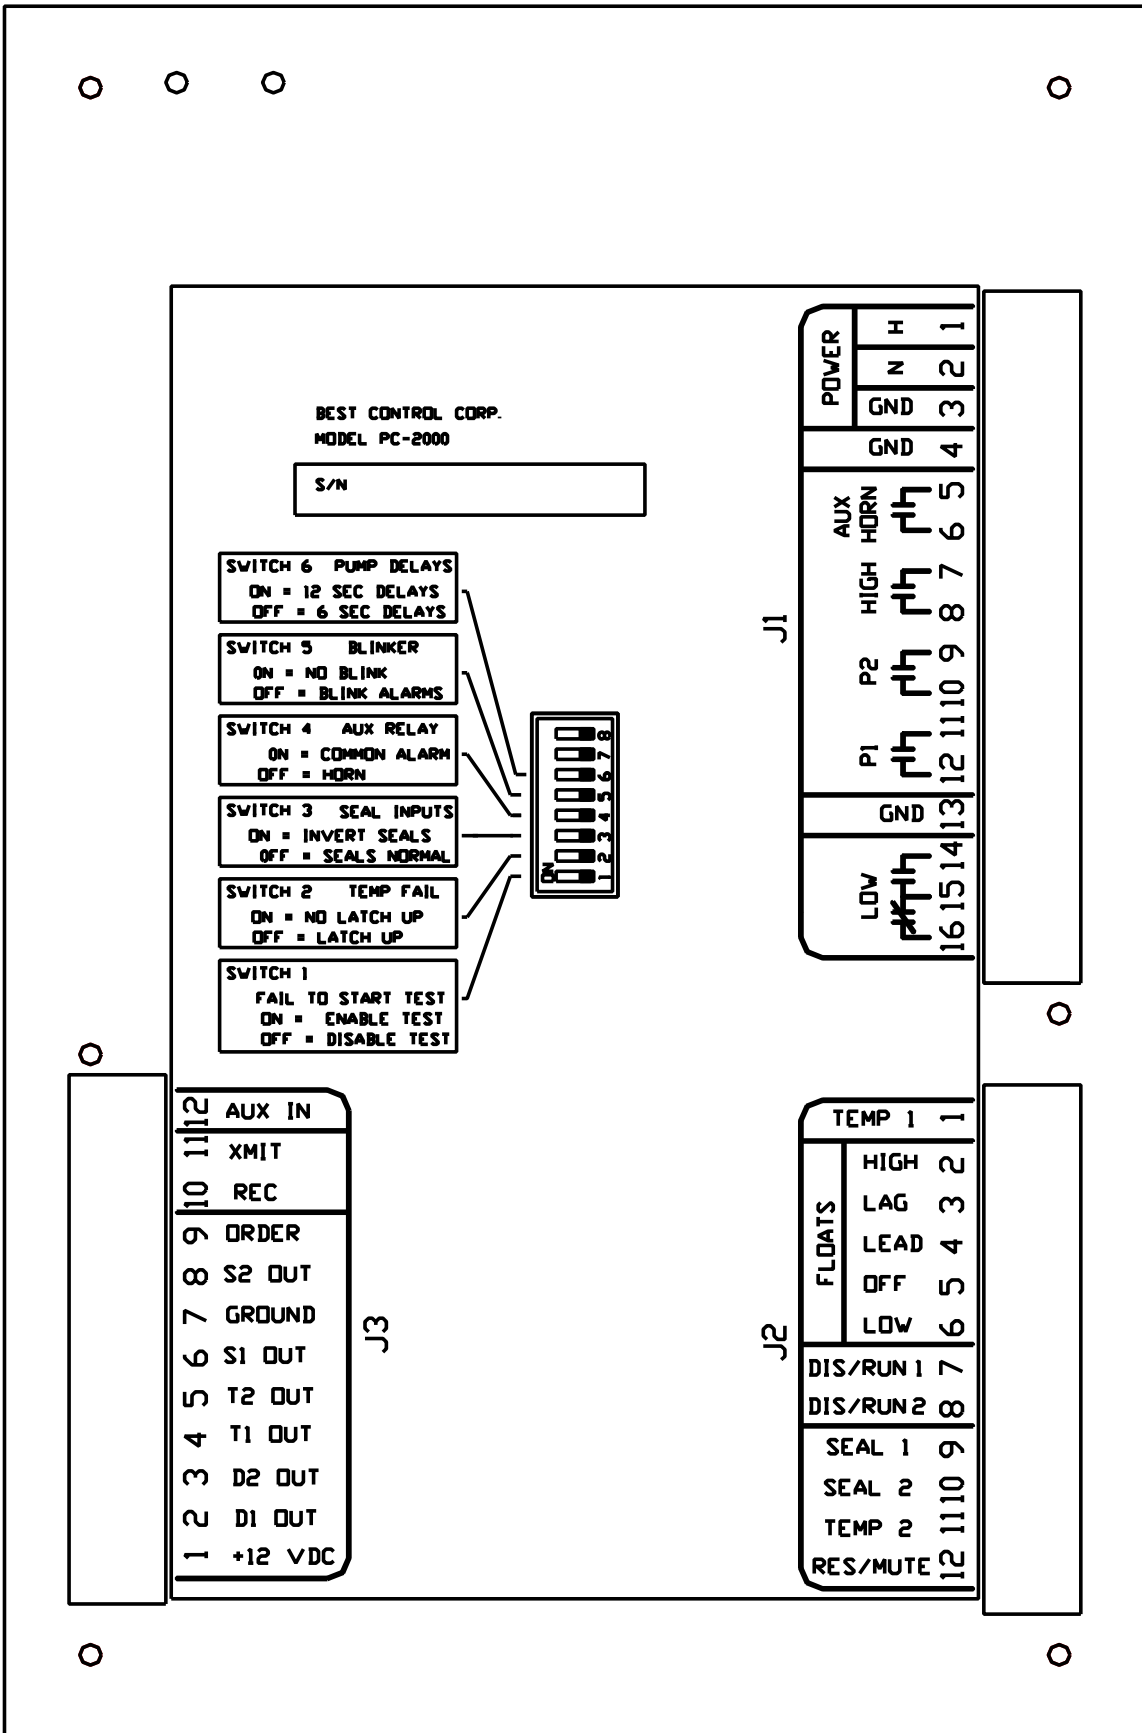 BEST CONTROL CORP.
MODEL PC-2000
S/N
SWITCH 6 PUMP DELAYS
ON = 12 SEC DELAYS
OFF = 6 SEC DELAYS
SWITCH 5 BLINKER
ON = NO BLINK
OFF = BLINK ALARMS
SWITCH 4 AUX RELAY
ON = COMMON ALARM
OFF = HORN
SWITCH 3 SEAL INPUTS
ON = INVERT SEALS
OFF = SEALS NORMAL
SWITCH 2 TEMP FAIL
ON = NO LATCH UP
OFF = LATCH UP
SWITCH 1
FAIL TO START TEST
ON = ENABLE TEST
OFF = DISABLE TEST
8
7
6
5
4
3
2
1
ON
J1
POWER
H 1
N 2
GND 3
GND 4
AUX
HORN
5
6
HIGH
7
8
P2
9
10
P1
11
12
GND 13
LOW
14
15
16
J3
12 AUX IN
11 XMIT
10 REC
9 ORDER
8 S2 OUT
7 GROUND
6 S1 OUT
5 T2 OUT
4 T1 OUT
3 D2 OUT
2 D1 OUT
1 +12 VDC
J2
TEMP 1 1
FLOATS
HIGH 2
LAG 3
LEAD 4
OFF 5
LOW 6
DIS/RUN 1 7
DIS/RUN 2 8
SEAL 1 9
SEAL 2 10
TEMP 2 11
RES/MUTE 12